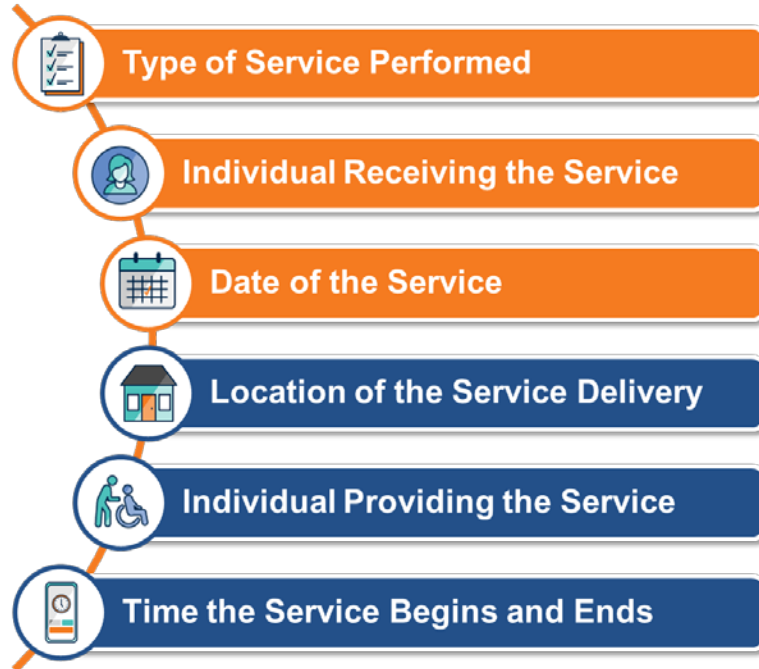 Type of Service Performed
Individual Receiving the Service
Date of the Service
Location of the Service Delivery
Individual Providing the Service
Time the Service Begins and Ends